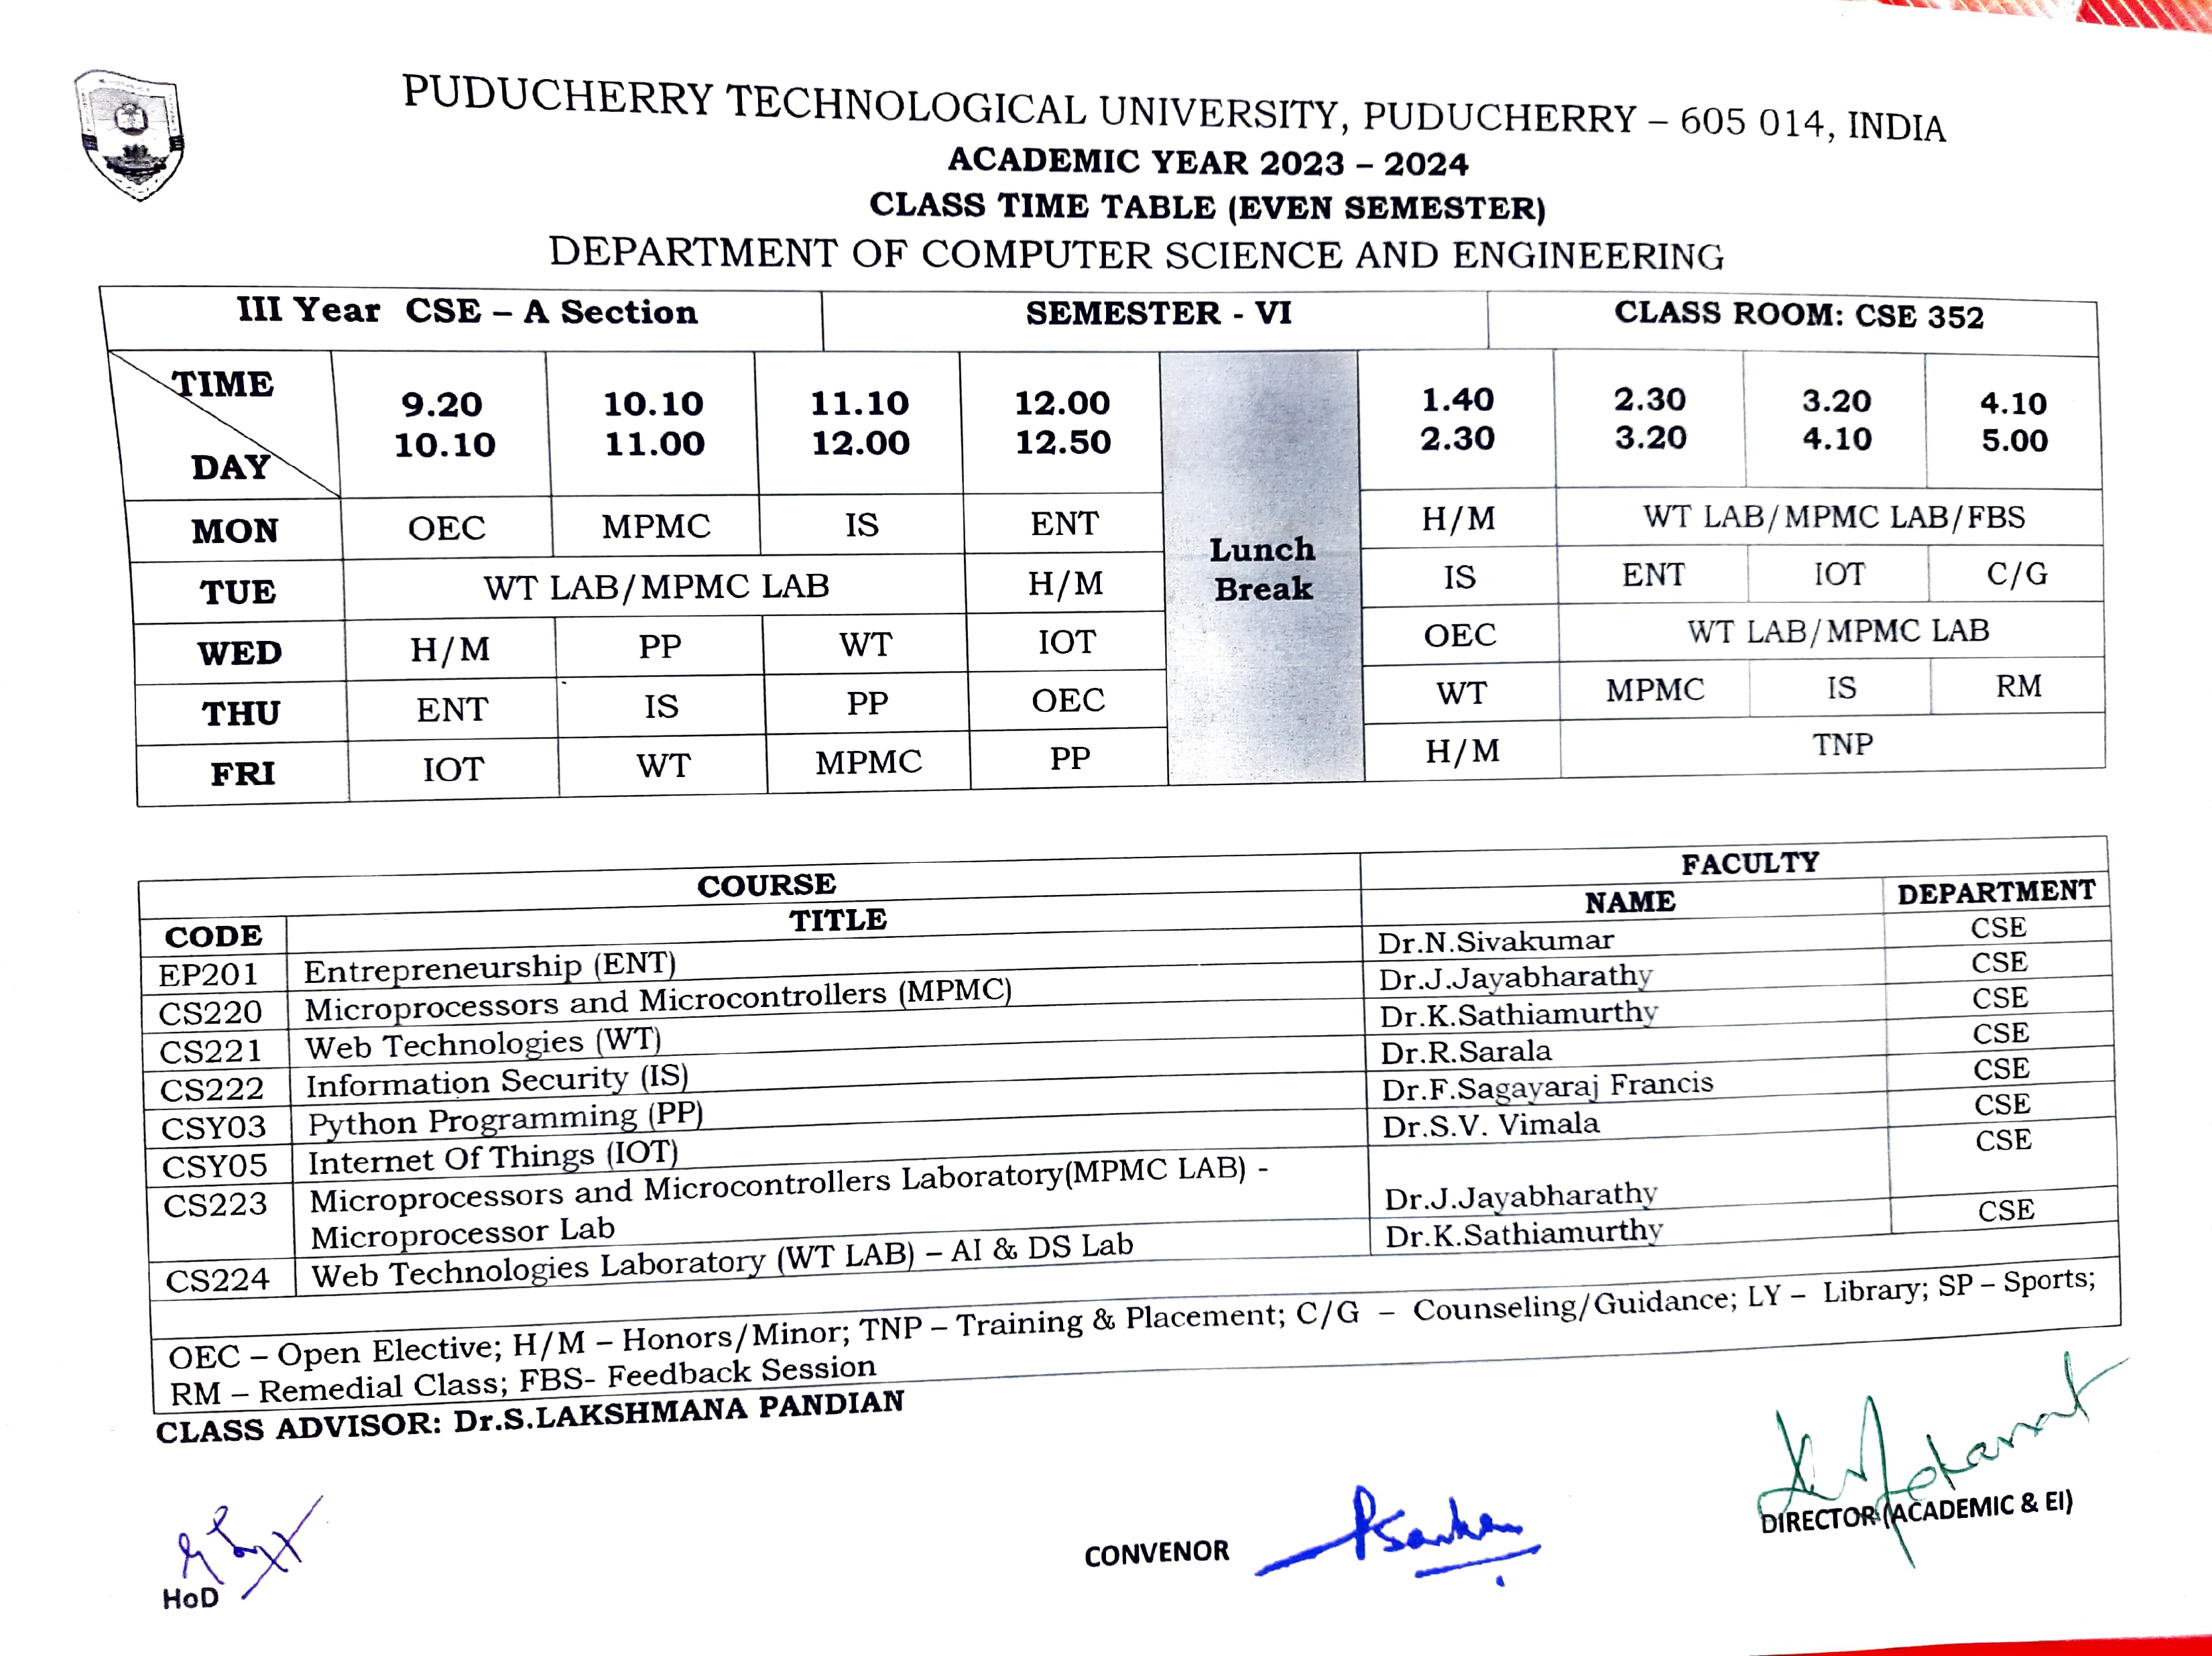 PUDUCHERRY TECHNOLOGICAL UNIVERSITY, PUDUCHERRY – 605 014, INDIA
ACADEMIC YEAR 2023 – 2024
CLASS TIME TABLE (EVEN SEMESTER)
DEPARTMENT OF COMPUTER SCIENCE AND ENGINEERING
III Year CSE – A Section SEMESTER - VI CLASS ROOM: CSE 352
TIME
DAY
9.20 10.10 11.10 12.00 1.40 2.30 3.20 4.10
10.10 11.00 12.00 12.50 2.30 3.20 4.10 5.00
Lunch
Break
MON OEC MPMC IS ENT H/M WT LAB/MPMC LAB/FBS
TUE WT LAB/MPMC LAB H/M IS ENT IOT C/G
WED H/M PP WT IOT OEC WT LAB/MPMC LAB
THU ENT IS PP OEC WT MPMC IS RM
FRI IOT WT MPMC PP H/M TNP
COURSE FACULTY
CODE TITLE NAME DEPARTMENT
EP201 Entrepreneurship (ENT) Dr.N.Sivakumar CSE
CS220 Microprocessors and Microcontrollers (MPMC) Dr.J.Jayabharathy CSE
CS221 Web Technologies (WT) Dr.K.Sathiamurthy CSE
CS222 Information Security (IS) Dr.R.Sarala CSE
CSY03 Python Programming (PP) Dr.F.Sagayaraj Francis CSE
CSY05 Internet Of Things (IOT) Dr.S.V. Vimala CSE
CS223 Microprocessors and Microcontrollers Laboratory(MPMC LAB) - Dr.J.Jayabharathy CSE
Microprocessor Lab
CS224 Web Technologies Laboratory (WT LAB) – AI & DS Lab Dr.K.Sathiamurthy CSE
OEC – Open Elective; H/M – Honors/Minor; TNP – Training & Placement; C/G – Counseling/Guidance; LY – Library; SP – Sports;
RM – Remedial Class; FBS- Feedback Session
CLASS ADVISOR: Dr.S.LAKSHMANA PANDIAN
HoD
CONVENOR
DIRECTOR (ACADEMIC & EI)